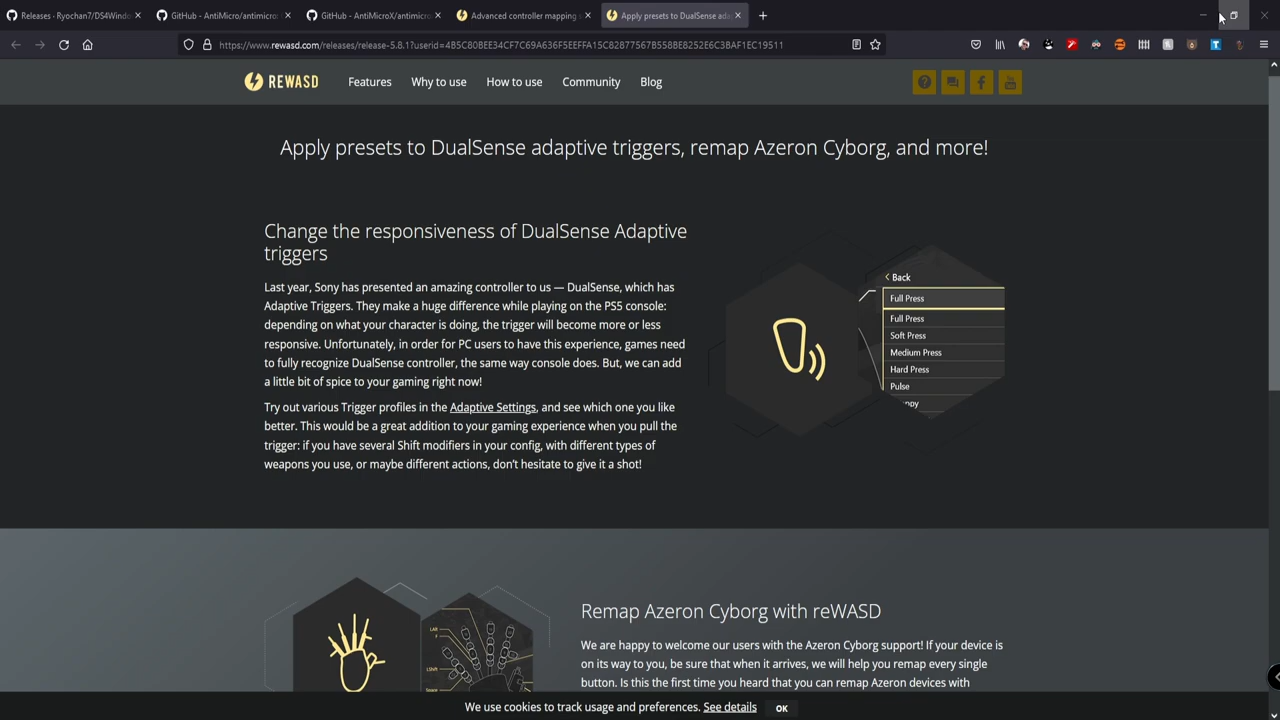 Releases · Ryochan7/DS4Windo
GitHub - AntiMicro/antimicro:
GitHub - AntiMicroX/antimicro
Advanced controller mapping s
Apply presets to DualSense ada
https://www.rewasd.com/releases/release-5.8.1?userid=4B5C80BEE34CF7C69A636F5EEFFA15C82877567B558BE8252E6C3BAF1EC19511
REWASD
Features
Why to use
How to use
Community
Blog
Apply presets to DualSense adaptive triggers, remap Azeron Cyborg, and more!
Change the responsiveness of DualSense Adaptive
triggers
Last year, Sony has presented an amazing controller to us — DualSense, which has
Adaptive Triggers. They make a huge difference while playing on the PS5 console:
depending on what your character is doing, the trigger will become more or less
responsive. Unfortunately, in order for PC users to have this experience, games need
to fully recognize DualSense controller, the same way console does. But, we can add
a little bit of spice to your gaming right now!
Try out various Trigger profiles in the Adaptive Settings, and see which one you like
better. This would be a great addition to your gaming experience when you pull the
trigger: if you have several Shift modifiers in your config, with different types of
weapons you use, or maybe different actions, don't hesitate to give it a shot!
Back
Full Press
Full Press
Soft Press
Medium Press
Hard Press
Pulse
LAlt
F
LShift
Space
Remap Azeron Cyborg with reWASD
We are happy to welcome our users with the Azeron Cyborg support! If your device is
on its way to you, be sure that when it arrives, we will help you remap every single
button. Is this the first time you heard that you can remap Azeron devices with
We use cookies to track usage and preferences. See details
OK